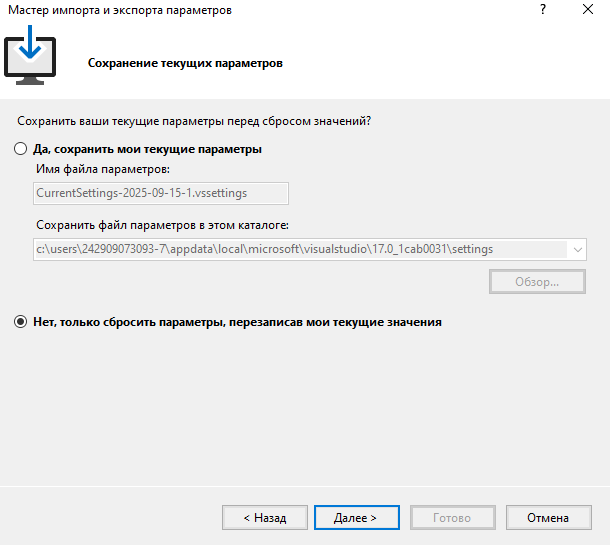 Мастер импорта и экспорта параметров
?
Сохранение текущих параметров
Сохранить ваши текущие параметры перед сбросом значений?
Да, сохранить мои текущие параметры
Имя файла параметров:
CurrentSettings-2025-09-15-1.vssettings
Сохранить файл параметров в этом каталоге:
c:\users\242909073093-7\appdata\local\microsoft\visualstudio\17.0_1cab0031\settings
Обзор...
Нет, только сбросить параметры, перезаписав мои текущие значения
< Назад
Далее >
Готово
Отмена